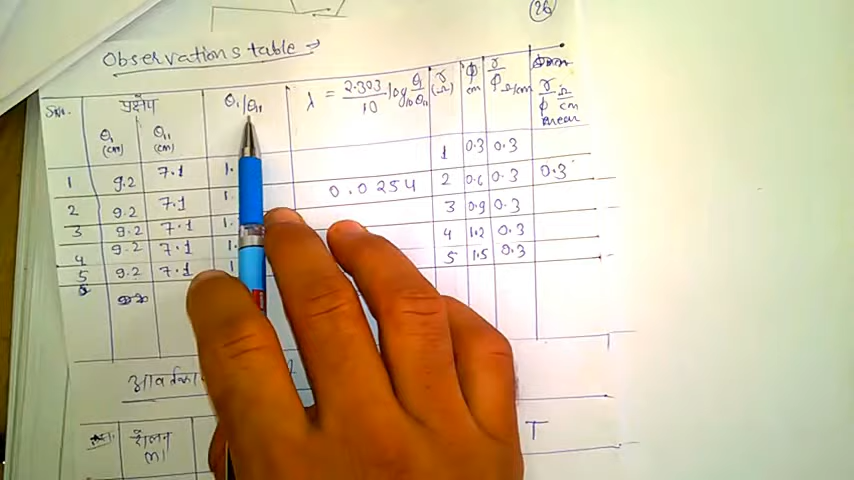 26
Observations table →
S.No. प्रक्षेप θ₁/θ₁₁ λ = 2.303/10 log₁₀ θ₁/θ₁₁ r (Ω) ϕ cm r/ϕ Ω/cm r/ϕ Ω/cm mean
θ₁ (cm) θ₁₁ (cm)
1 0.3 0.3
1 9.2 7.1 1. 0.0254 2 0.6 0.3 0.3
2 9.2 7.1 1. 3 0.9 0.3
3 9.2 7.1 1. 4 1.2 0.3
4 9.2 7.1 1. 5 1.5 0.3
5 9.2 7.1 1
T